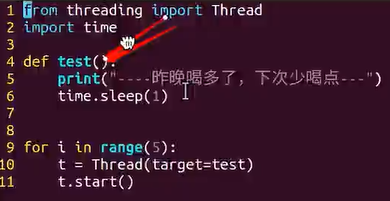 1 from threading import Thread
2 import time
3
4 def test():
5     print("----昨晚喝多了，下次少喝点---")
6     time.sleep(1)
7
8
9 for i in range(5):
10     t = Thread(target=test)
11     t.start()